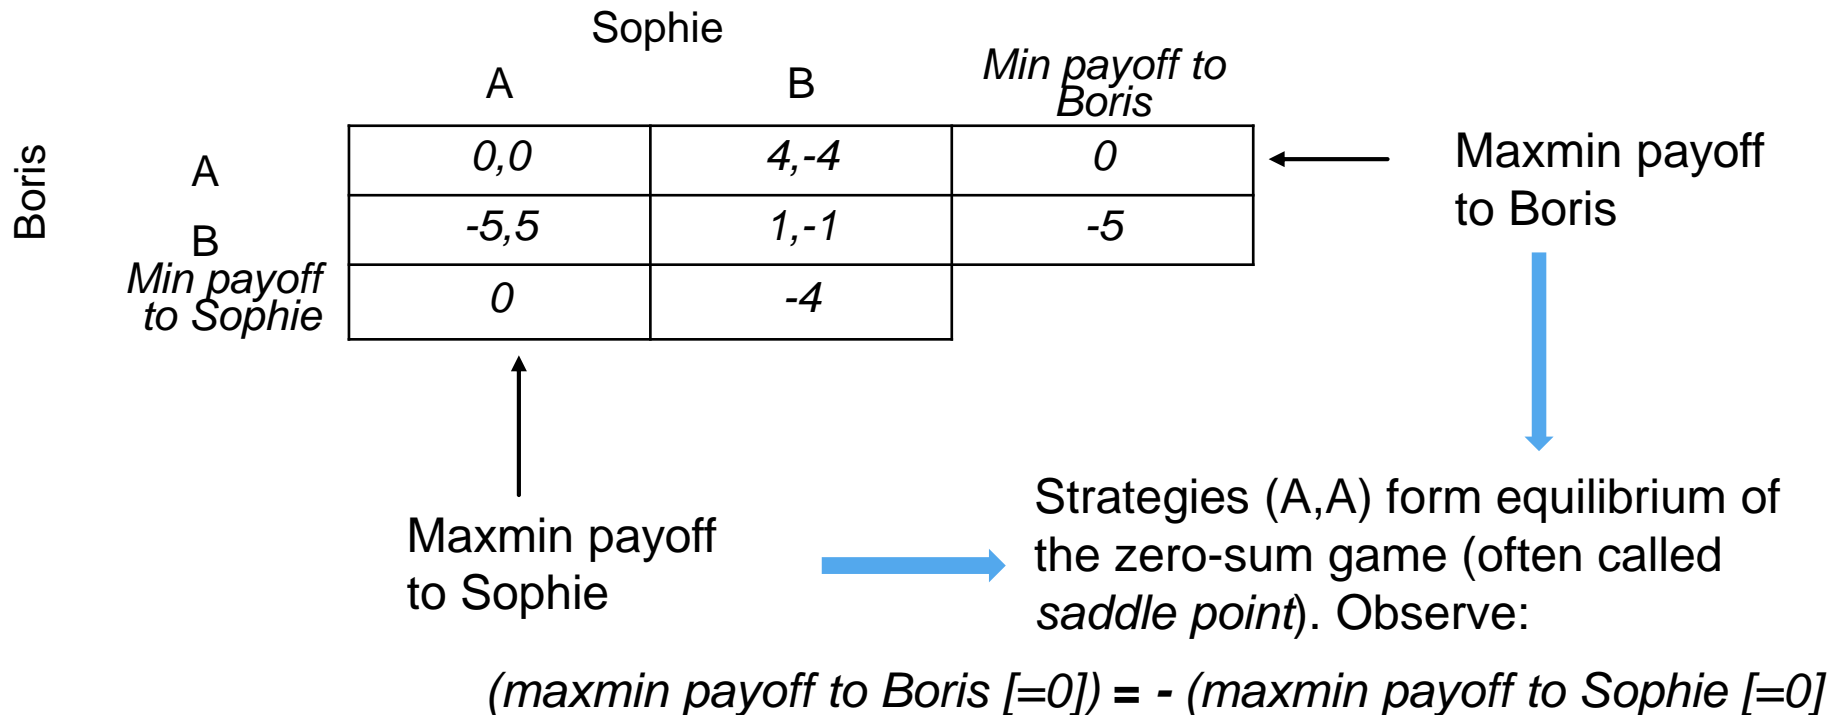 Sophie
A B Min payoff to
Boris
Boris A 0,0 4,-4 0 Maxmin payoff
to Boris
B -5,5 1,-1 -5
Min payoff
to Sophie 0 -4
Maxmin payoff
to Sophie
Strategies (A,A) form equilibrium of
the zero-sum game (often called
saddle point). Observe:
(maxmin payoff to Boris [=0]) = - (maxmin payoff to Sophie [=0]